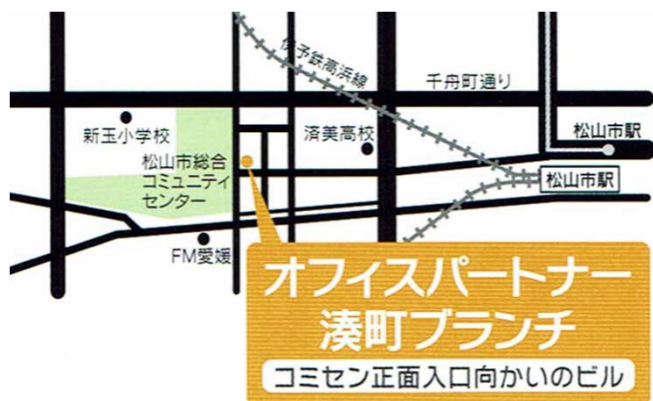 伊予鉄高浜線
千舟町通り
新玉小学校
済美高校
松山市駅
松山市総合
コミュニティ
センター
松山市駅
FM愛媛
オフィスパートナー
湊町ブランチ
コミセン正面入口向かいのビル